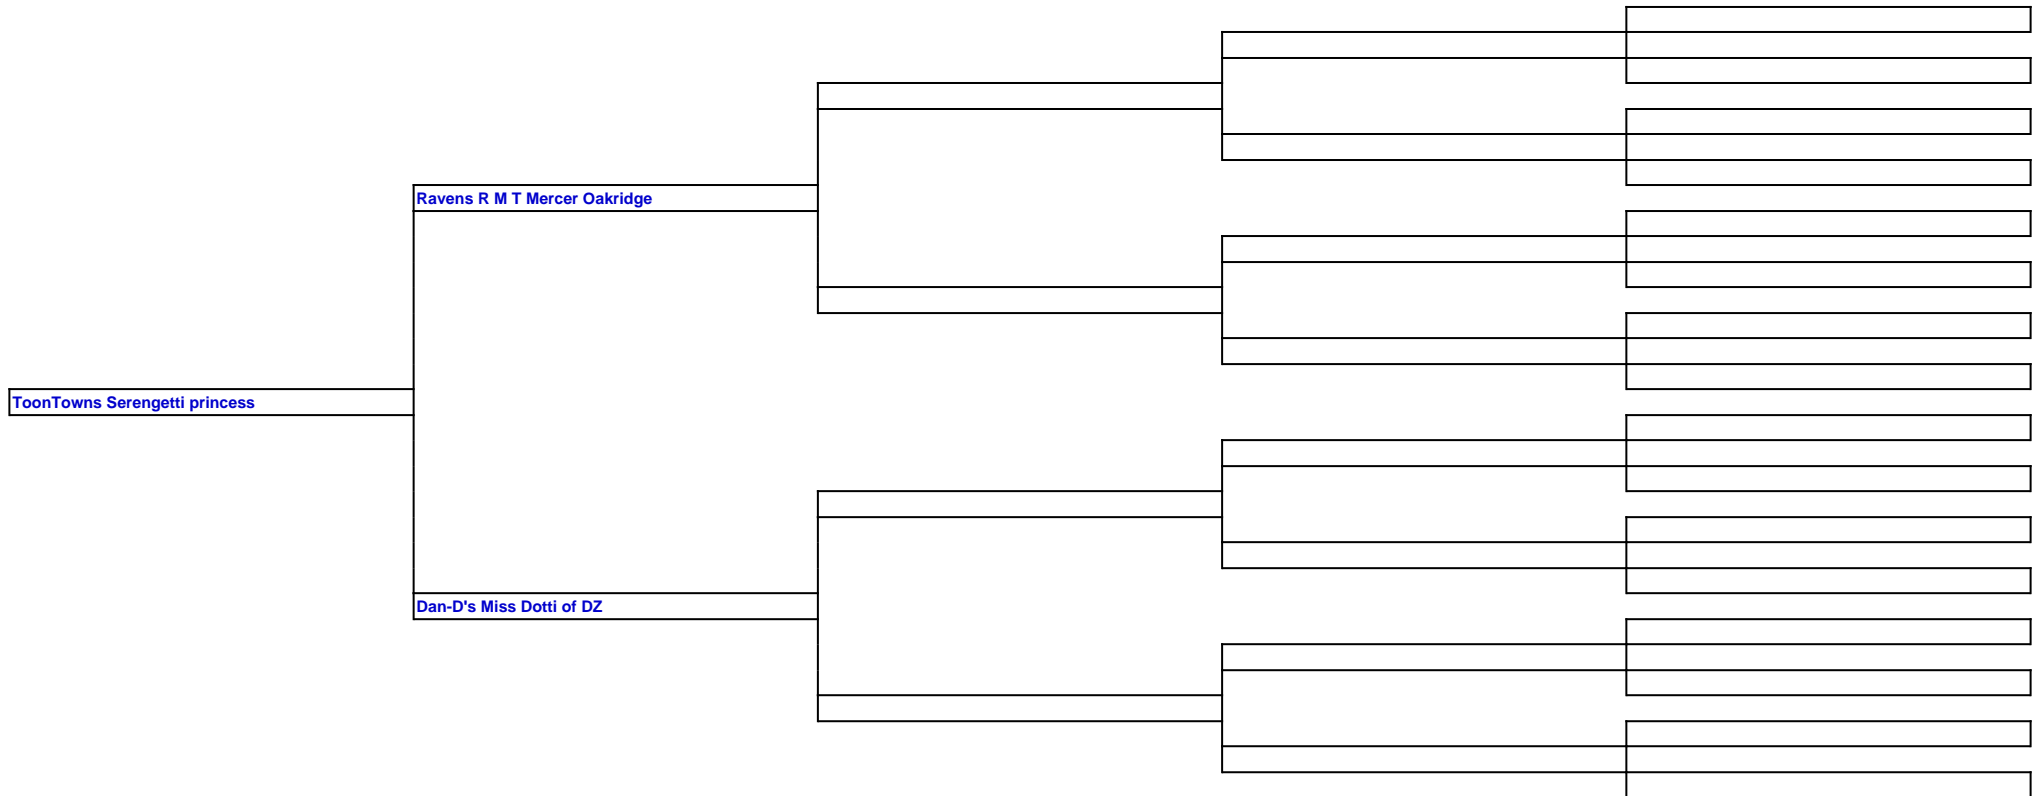 Ravens R M T Mercer Oakridge
ToonTowns Serengetti princess
Dan-D's Miss Dotti of DZ